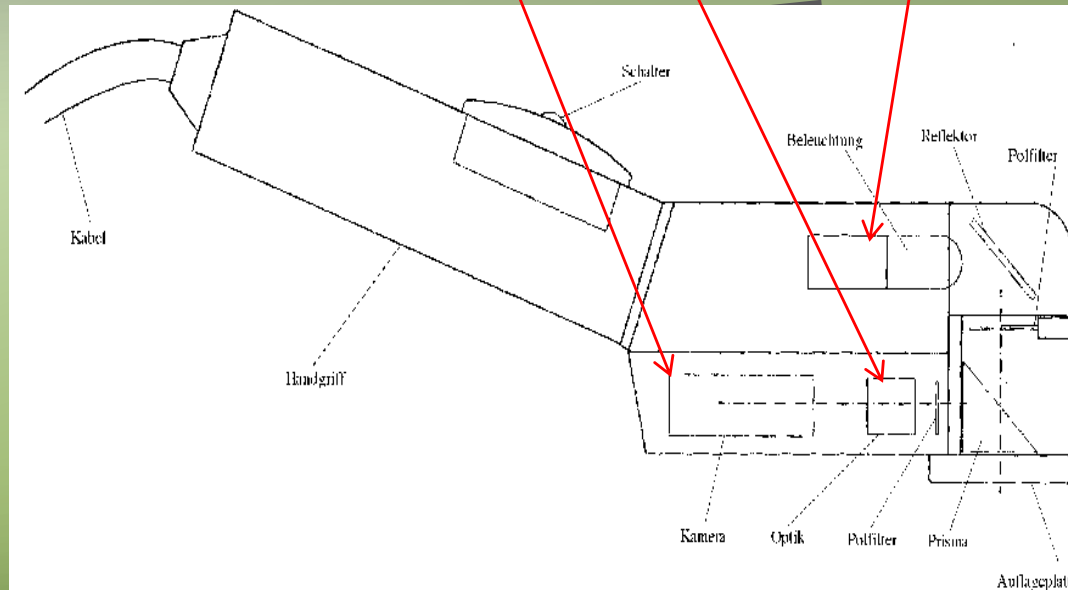 Schalter
Beleuchtung
Reflektor
Polfilter
Kabel
Handgriff
Kamera
Optik
Polfilter
Prisma
Auflageplat